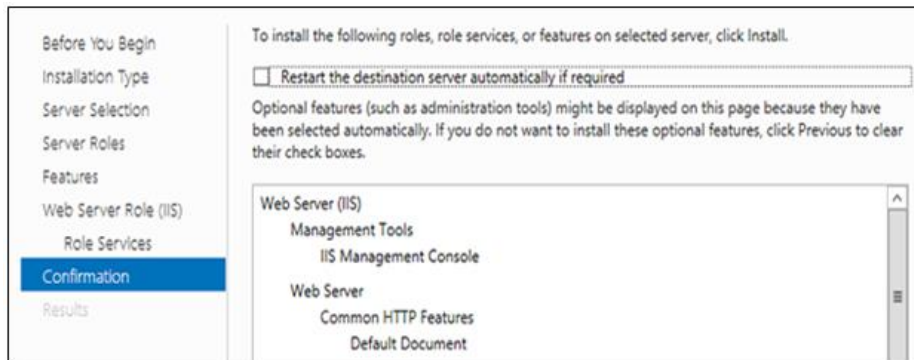 Before You Begin
Installation Type
Server Selection
Server Roles
Features
Web Server Role (IIS)
Role Services
Confirmation
Results
To install the following roles, role services, or features on selected server, click Install.
Restart the destination server automatically if required
Optional features (such as administration tools) might be displayed on this page because they have
been selected automatically. If you do not want to install these optional features, click Previous to clear
their check boxes.
Web Server (IIS)
Management Tools
IIS Management Console
Web Server
Common HTTP Features
Default Document